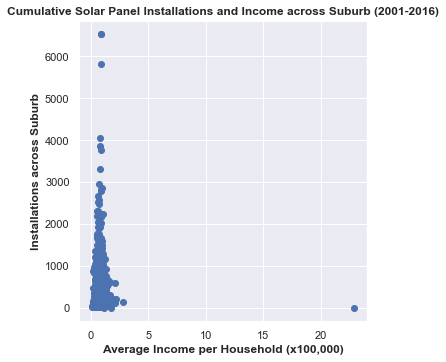 Cumulative Solar Panel Installations and Income across Suburb (2001-2016)
Installations across Suburb
6000
5000
4000
3000
2000
1000
0
0 5 10 15 20
Average Income per Household (x100,000)